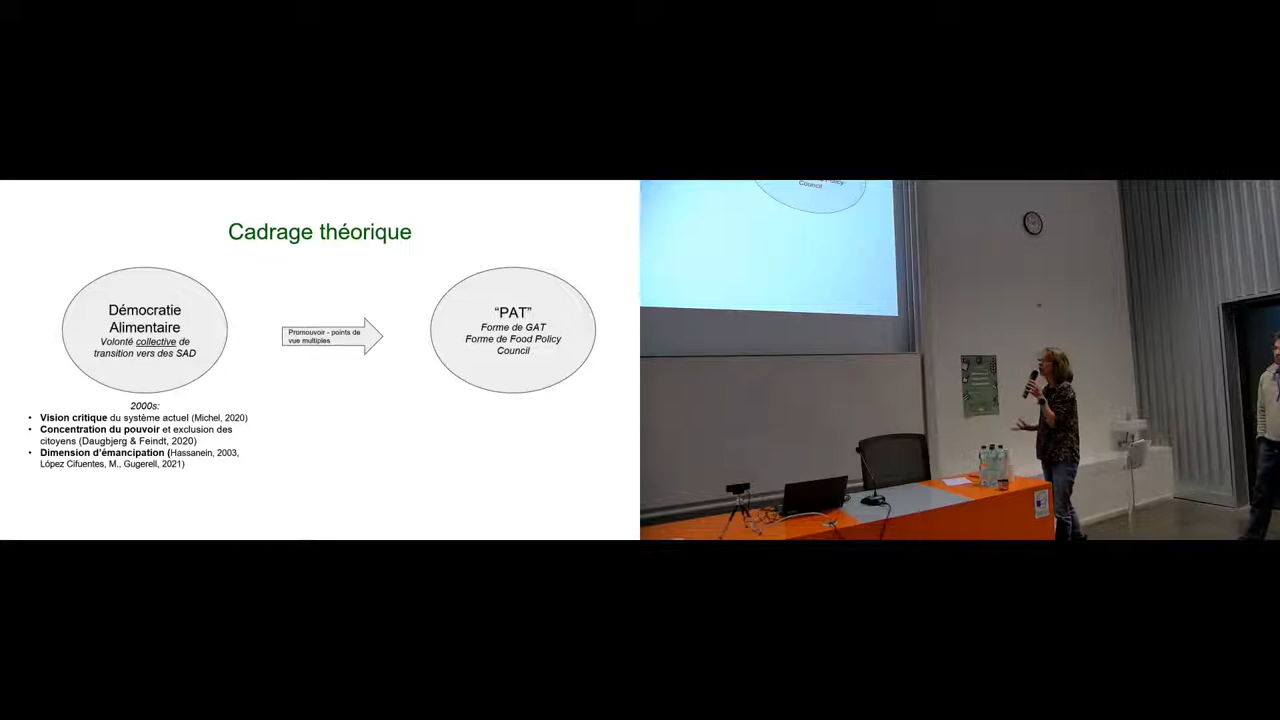 Cadrage théorique
Démocratie
Alimentaire
Volonté collective de
transition vers des SAD
Promouvoir - points de
vue multiples
“PAT”
Forme de GAT
Forme de Food Policy
Council
2000s:
• Vision critique du système actuel (Michel, 2020)
• Concentration du pouvoir et exclusion des
citoyens (Daugbjerg & Feindt, 2020)
• Dimension d’émancipation (Hassanein, 2003,
López Cifuentes, M., Gugerell, 2021)
Policy
Council